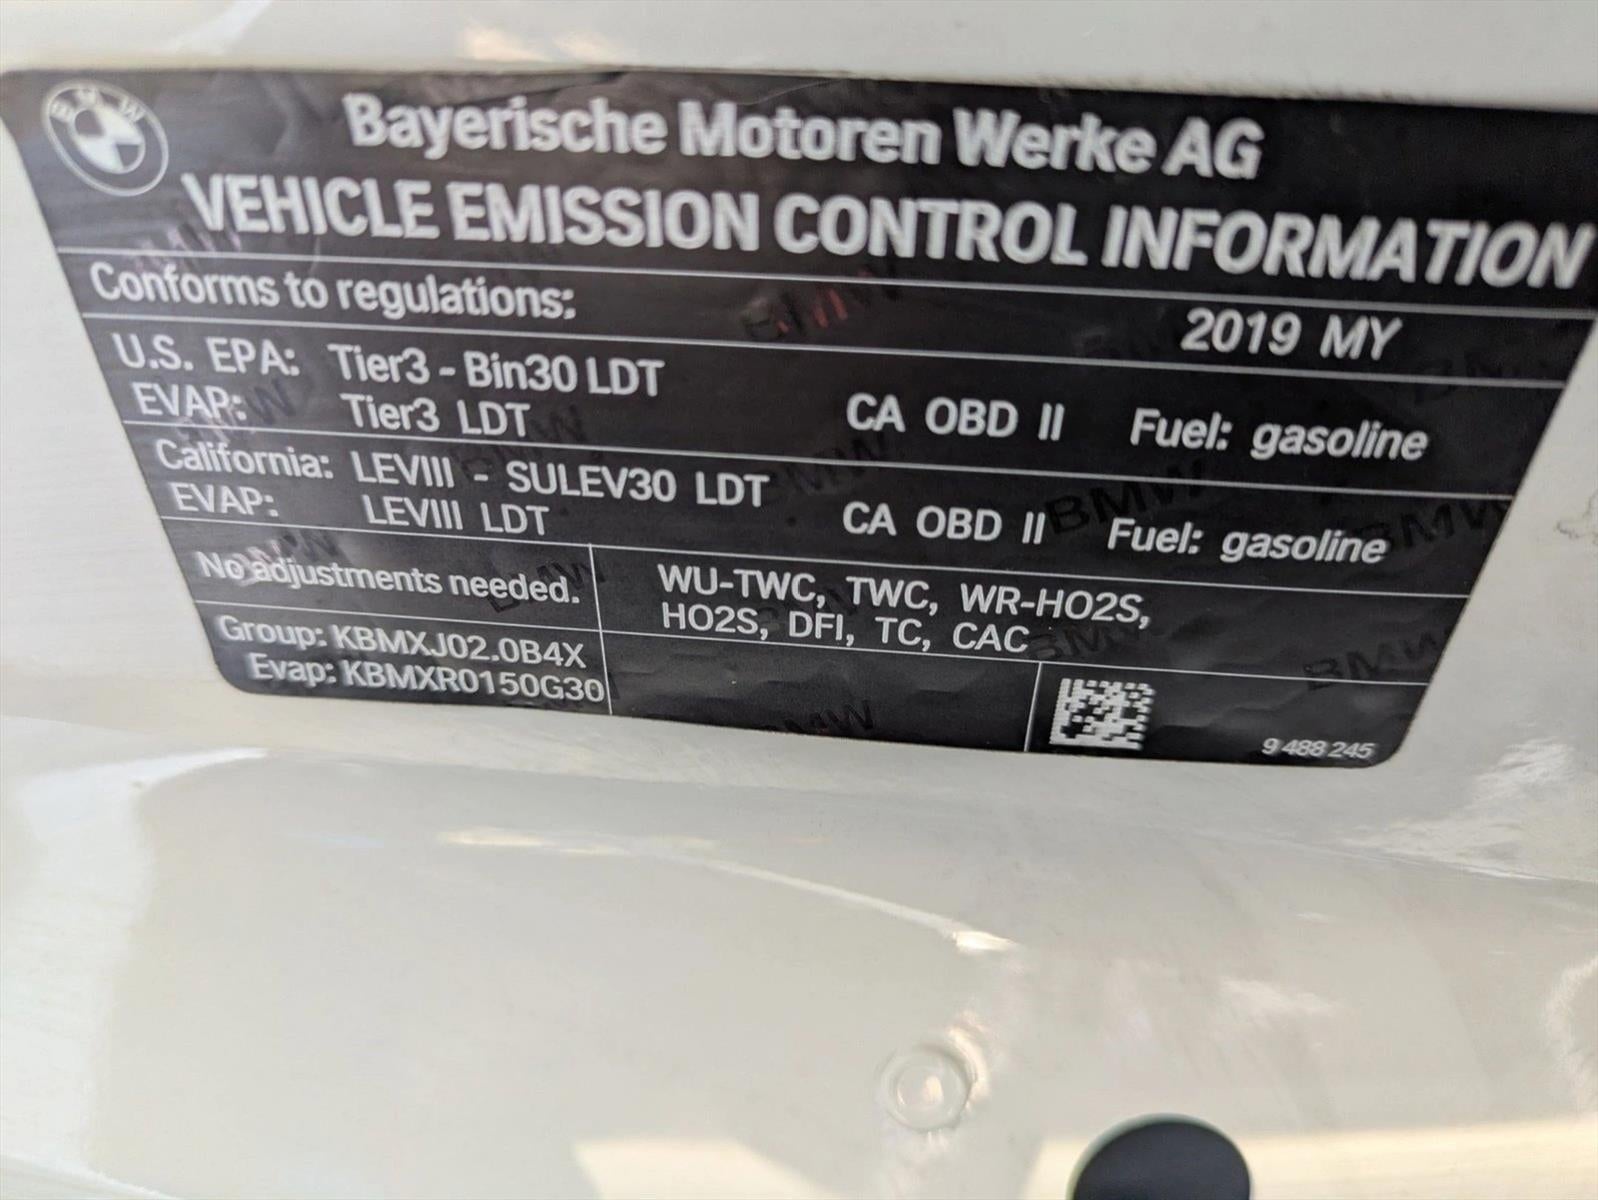 BMW
Bayerische Motoren Werke AG
VEHICLE EMISSION CONTROL INFORMATION
Conforms to regulations: 2019 MY
U.S. EPA: Tier3 - Bin30 LDT
EVAP: Tier3 LDT CA OBD II Fuel: gasoline
California: LEVIII - SULEV30 LDT
EVAP: LEVIII LDT CA OBD II Fuel: gasoline
No adjustments needed.
WU-TWC, TWC, WR-HO2S,
HO2S, DFI, TC, CAC
Group: KBMXJ02.0B4X
Evap: KBMXR0150G30
9 488 245